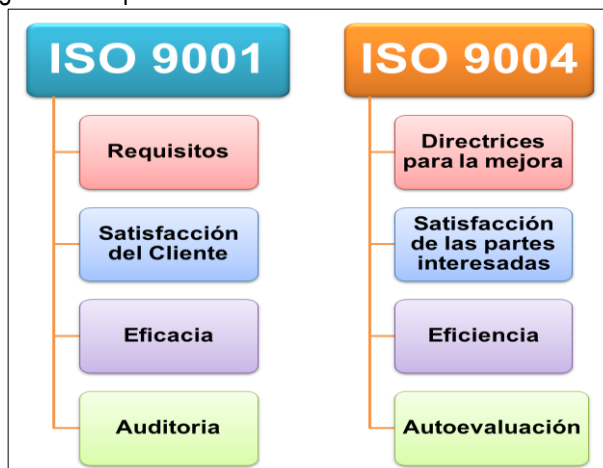 ISO 9001
Requisitos
Satisfacción
del Cliente
Eficacia
Auditoria
ISO 9004
Directrices
para la mejora
Satisfacción
de las partes
interesadas
Eficiencia
Autoevaluación